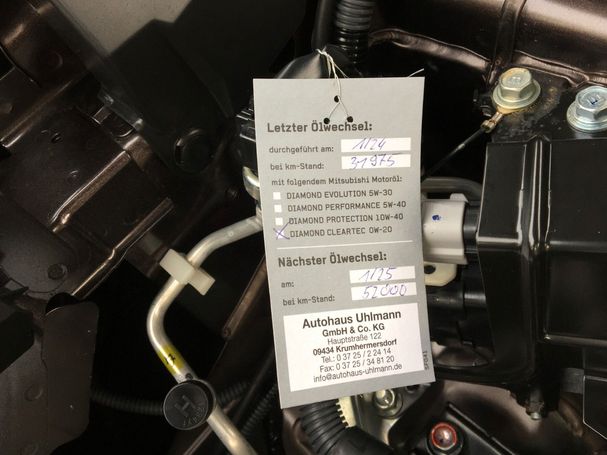 Letzter Ölwechsel:
durchgeführt am: 1/24
bei km-Stand: 31975
mit folgendem Mitsubishi Motoröl:
DIAMOND EVOLUTION 5W-30
DIAMOND PERFORMANCE 5W-40
DIAMOND PROTECTION 10W-40
DIAMOND CLEARTEC 0W-20
Nächster Ölwechsel:
am: 1/25
bei km-Stand: 52000
Autohaus Uhlmann
GmbH & Co. KG
Hauptstraße 122
09434 Krumhermersdorf
Tel.: 0 37 25 / 2 24 14
Fax: 0 37 25 / 34 81 20
info@autohaus-uhlmann.de
H